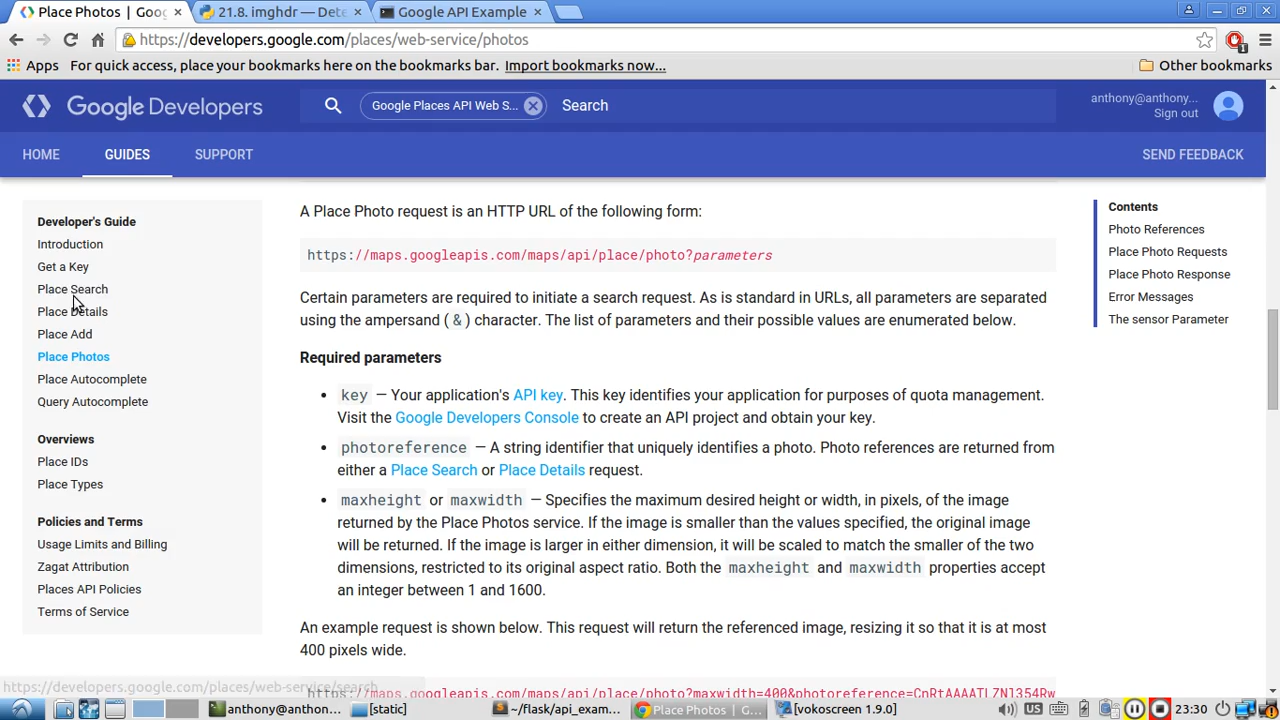 Place Photos | Goog
21.8. imghdr — Dete
Google API Example
https://developers.google.com/places/web-service/photos
Apps
For quick access, place your bookmarks here on the bookmarks bar. Import bookmarks now...
Other bookmarks
Google Developers
Google Places API Web S...
Search
anthony@anthony...
Sign out
HOME
GUIDES
SUPPORT
SEND FEEDBACK
Developer's Guide
Introduction
Get a Key
Place Search
Place Details
Place Add
Place Photos
Place Autocomplete
Query Autocomplete
Overviews
Place IDs
Place Types
Policies and Terms
Usage Limits and Billing
Zagat Attribution
Places API Policies
Terms of Service
A Place Photo request is an HTTP URL of the following form:
https://maps.googleapis.com/maps/api/place/photo?parameters
Certain parameters are required to initiate a search request. As is standard in URLs, all parameters are separated
using the ampersand ( & ) character. The list of parameters and their possible values are enumerated below.
Required parameters
• key — Your application's API key. This key identifies your application for purposes of quota management.
Visit the Google Developers Console to create an API project and obtain your key.
• photoreference — A string identifier that uniquely identifies a photo. Photo references are returned from
either a Place Search or Place Details request.
• maxheight or maxwidth — Specifies the maximum desired height or width, in pixels, of the image
returned by the Place Photos service. If the image is smaller than the values specified, the original image
will be returned. If the image is larger in either dimension, it will be scaled to match the smaller of the two
dimensions, restricted to its original aspect ratio. Both the maxheight and maxwidth properties accept
an integer between 1 and 1600.
An example request is shown below. This request will return the referenced image, resizing it so that it is at most
400 pixels wide.
https://maps.googleapis.com/maps/api/place/photo?maxwidth=400&photoreference=CnRtAAAATLZNl354Rw
Contents
Photo References
Place Photo Requests
Place Photo Response
Error Messages
The sensor Parameter
https://developers.google.com/places/web-service/search
anthony@anthon...
[static]
~/flask/api_exam...
Place Photos | G...
[vokoscreen 1.9.0]
US
23:30